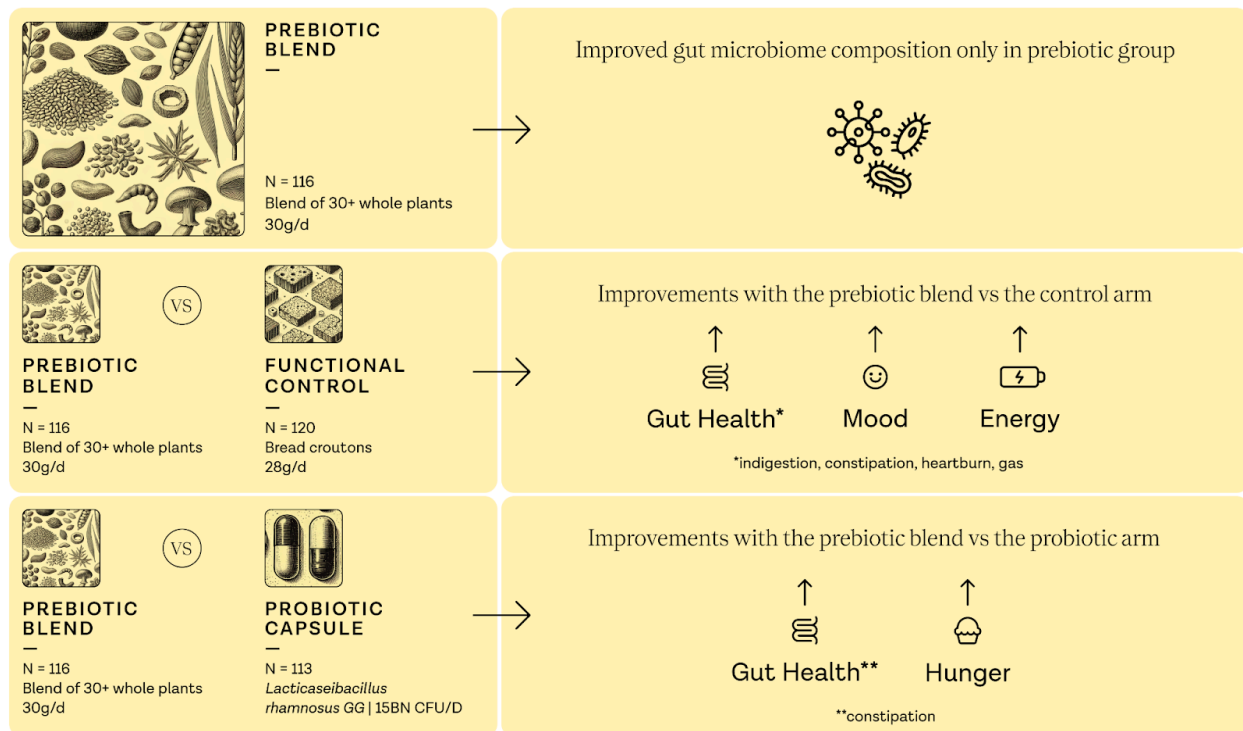 PREBIOTIC
BLEND
N = 116
Blend of 30+ whole plants
30g/d
Improved gut microbiome composition only in prebiotic group
VS
PREBIOTIC
BLEND
N = 116
Blend of 30+ whole plants
30g/d
FUNCTIONAL
CONTROL
N = 120
Bread croutons
28g/d
Improvements with the prebiotic blend vs the control arm
Gut Health*
Mood
Energy
*indigestion, constipation, heartburn, gas
VS
PREBIOTIC
BLEND
N = 116
Blend of 30+ whole plants
30g/d
PROBIOTIC
CAPSULE
N = 113
Lacticaseibacillus
rhamnosus GG | 15BN CFU/D
Improvements with the prebiotic blend vs the probiotic arm
Gut Health**
Hunger
**constipation